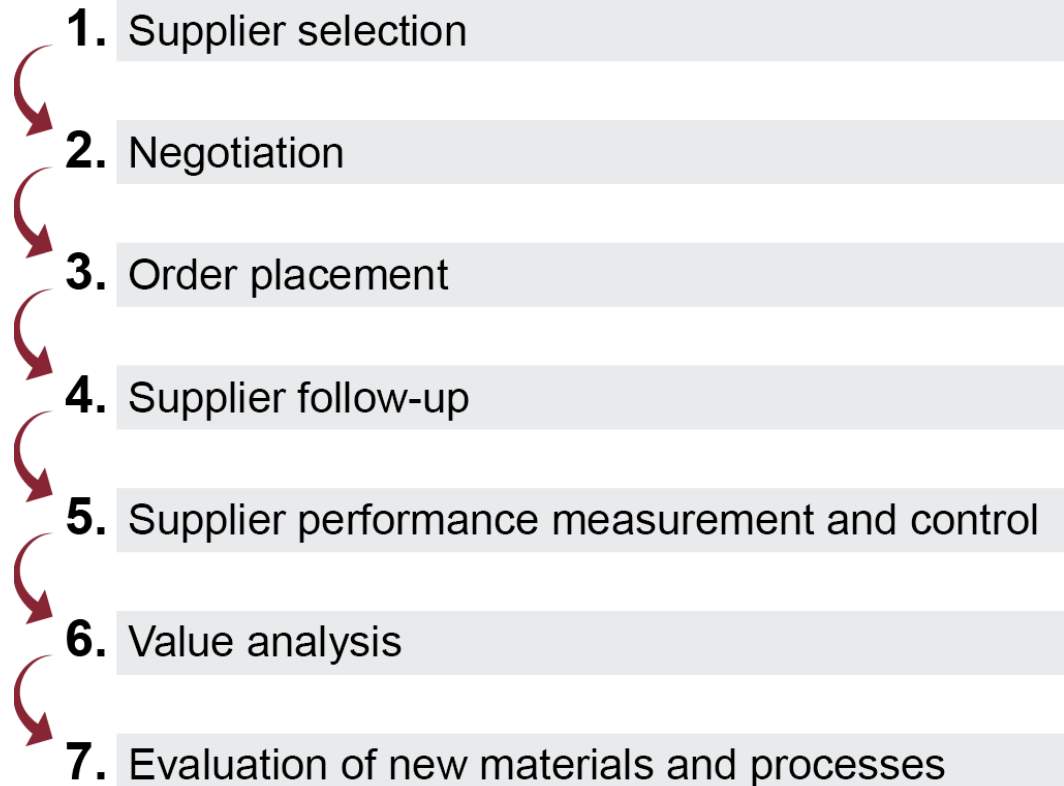 1. Supplier selection
2. Negotiation
3. Order placement
4. Supplier follow-up
5. Supplier performance measurement and control
6. Value analysis
7. Evaluation of new materials and processes